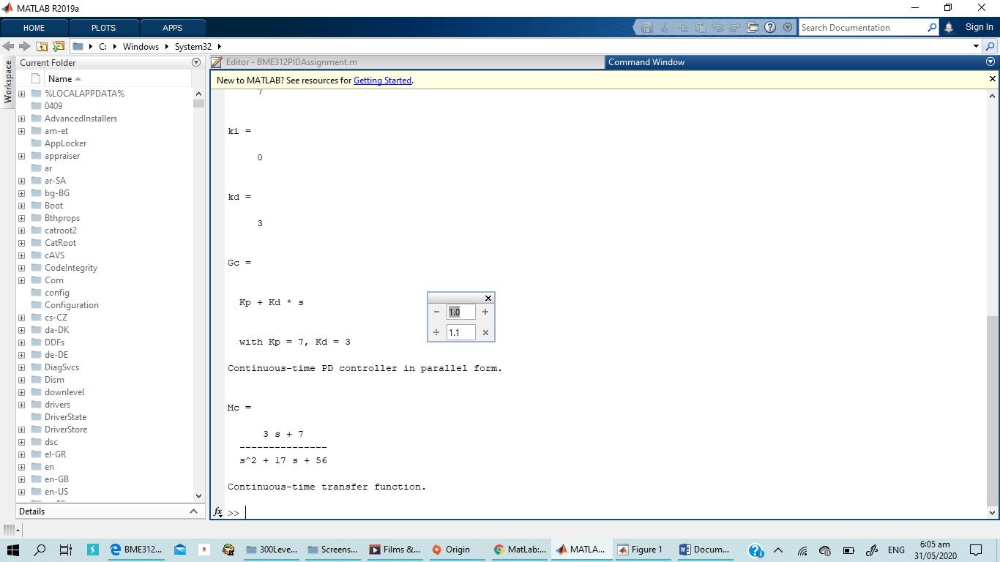 MATLAB R2019a
HOME PLOTS APPS
Search Documentation
Sign In
C: Windows System32
Workspace
Current Folder
Name
%LOCALAPPDATA%
0409
AdvancedInstallers
am-et
AppLocker
appraiser
ar
ar-SA
bg-BG
Boot
Bthprops
catroot2
CatRoot
cAVS
CodeIntegrity
Com
config
Configuration
cs-CZ
da-DK
DDFs
de-DE
DiagSvcs
Dism
downlevel
drivers
DriverState
DriverStore
dsc
el-GR
en
en-GB
en-US
Details
Editor - BME312PIDAssignment.m
Command Window
New to MATLAB? See resources for Getting Started.
7
ki =
0
kd =
3
Gc =
Kp + Kd * s
with Kp = 7, Kd = 3
Continuous-time PD controller in parallel form.
Mc =
3 s + 7
---------------
s^2 + 17 s + 56
Continuous-time transfer function.
fx >>
− 1.0 +
÷ 1.1 ×
BME312... 300Leve... Screens... Films &... Origin MatLab:... MATLA... Figure 1 Docum...
ENG
6:05 am
31/05/2020